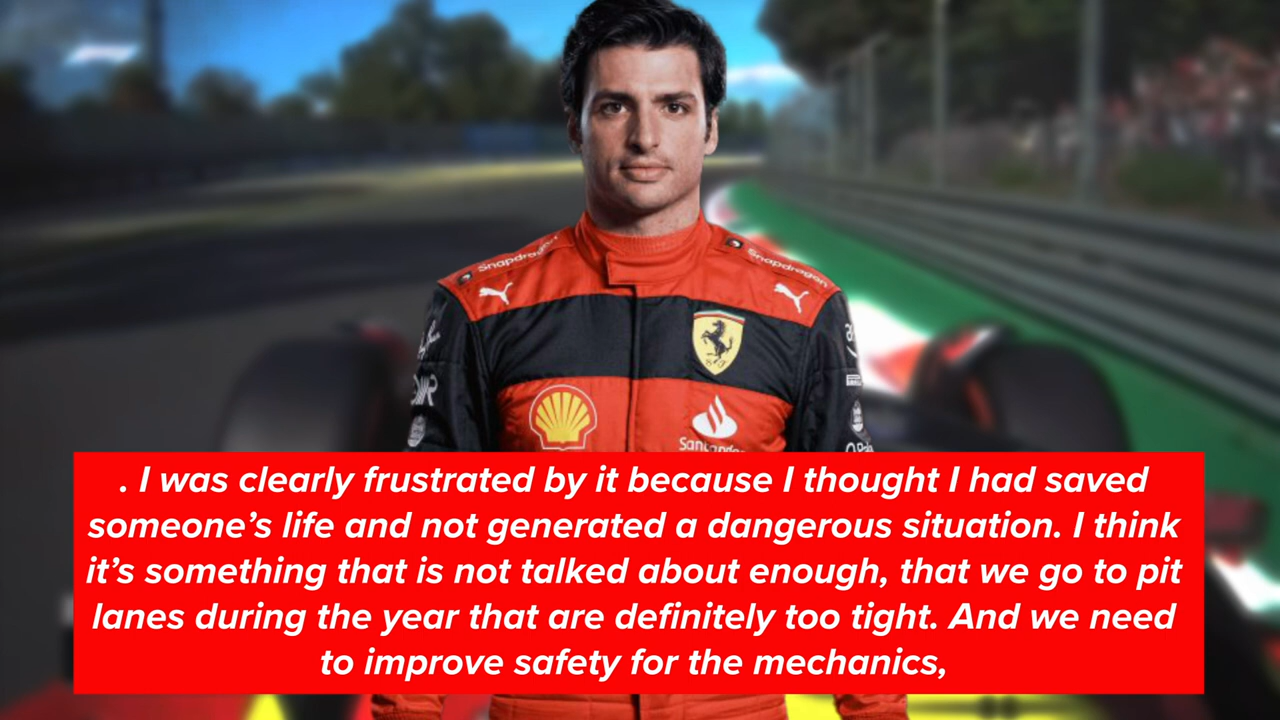 Snapdragon
Snapdragon
Santander
. I was clearly frustrated by it because I thought I had saved
someone’s life and not generated a dangerous situation. I think
it’s something that is not talked about enough, that we go to pit
lanes during the year that are definitely too tight. And we need
to improve safety for the mechanics,